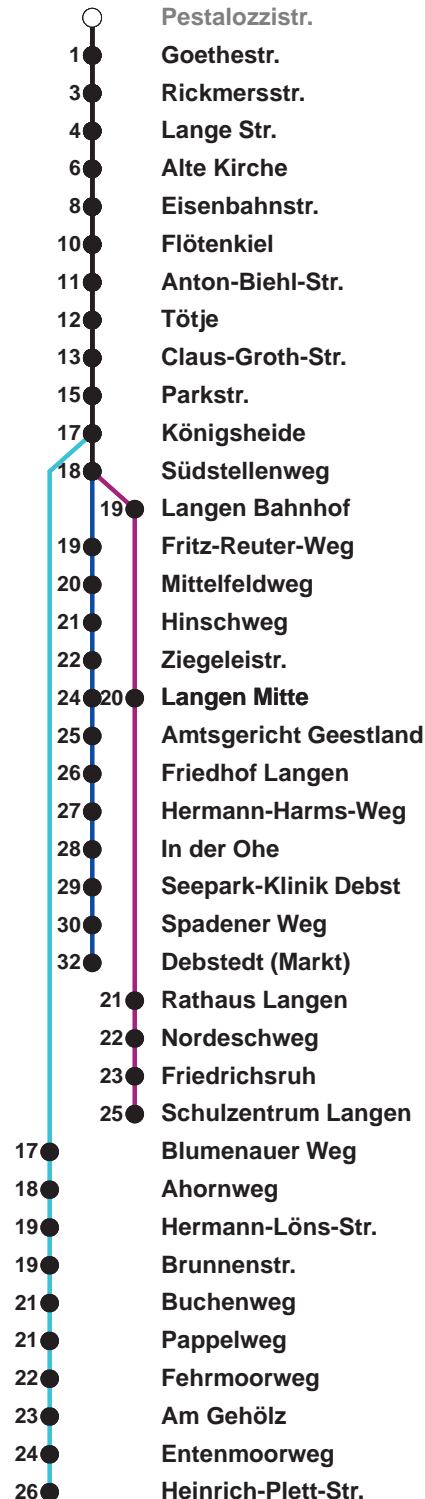 Pestalozzistr.
1 Goethestr.
3 Rickmersstr.
4 Lange Str.
6 Alte Kirche
8 Eisenbahnstr.
10 Flötenkiel
11 Anton-Biehl-Str.
12 Tötje
13 Claus-Groth-Str.
15 Parkstr.
17 Königsheide
18 Südstellenweg
19 Langen Bahnhof
19 Fritz-Reuter-Weg
20 Mittelfeldweg
21 Hinschweg
22 Ziegeleistr.
24 20 Langen Mitte
25 Amtsgericht Geestland
26 Friedhof Langen
27 Hermann-Harms-Weg
28 In der Ohe
29 Seepark-Klinik Debst
30 Spadener Weg
32 Debstedt (Markt)
21 Rathaus Langen
22 Nordeschweg
23 Friedrichsruh
25 Schulzentrum Langen
17 Blumenauer Weg
18 Ahornweg
19 Hermann-Löns-Str.
19 Brunnenstr.
21 Buchenweg
21 Pappelweg
22 Fehrmoorweg
23 Am Gehölz
24 Entenmoorweg
26 Heinrich-Plett-Str.